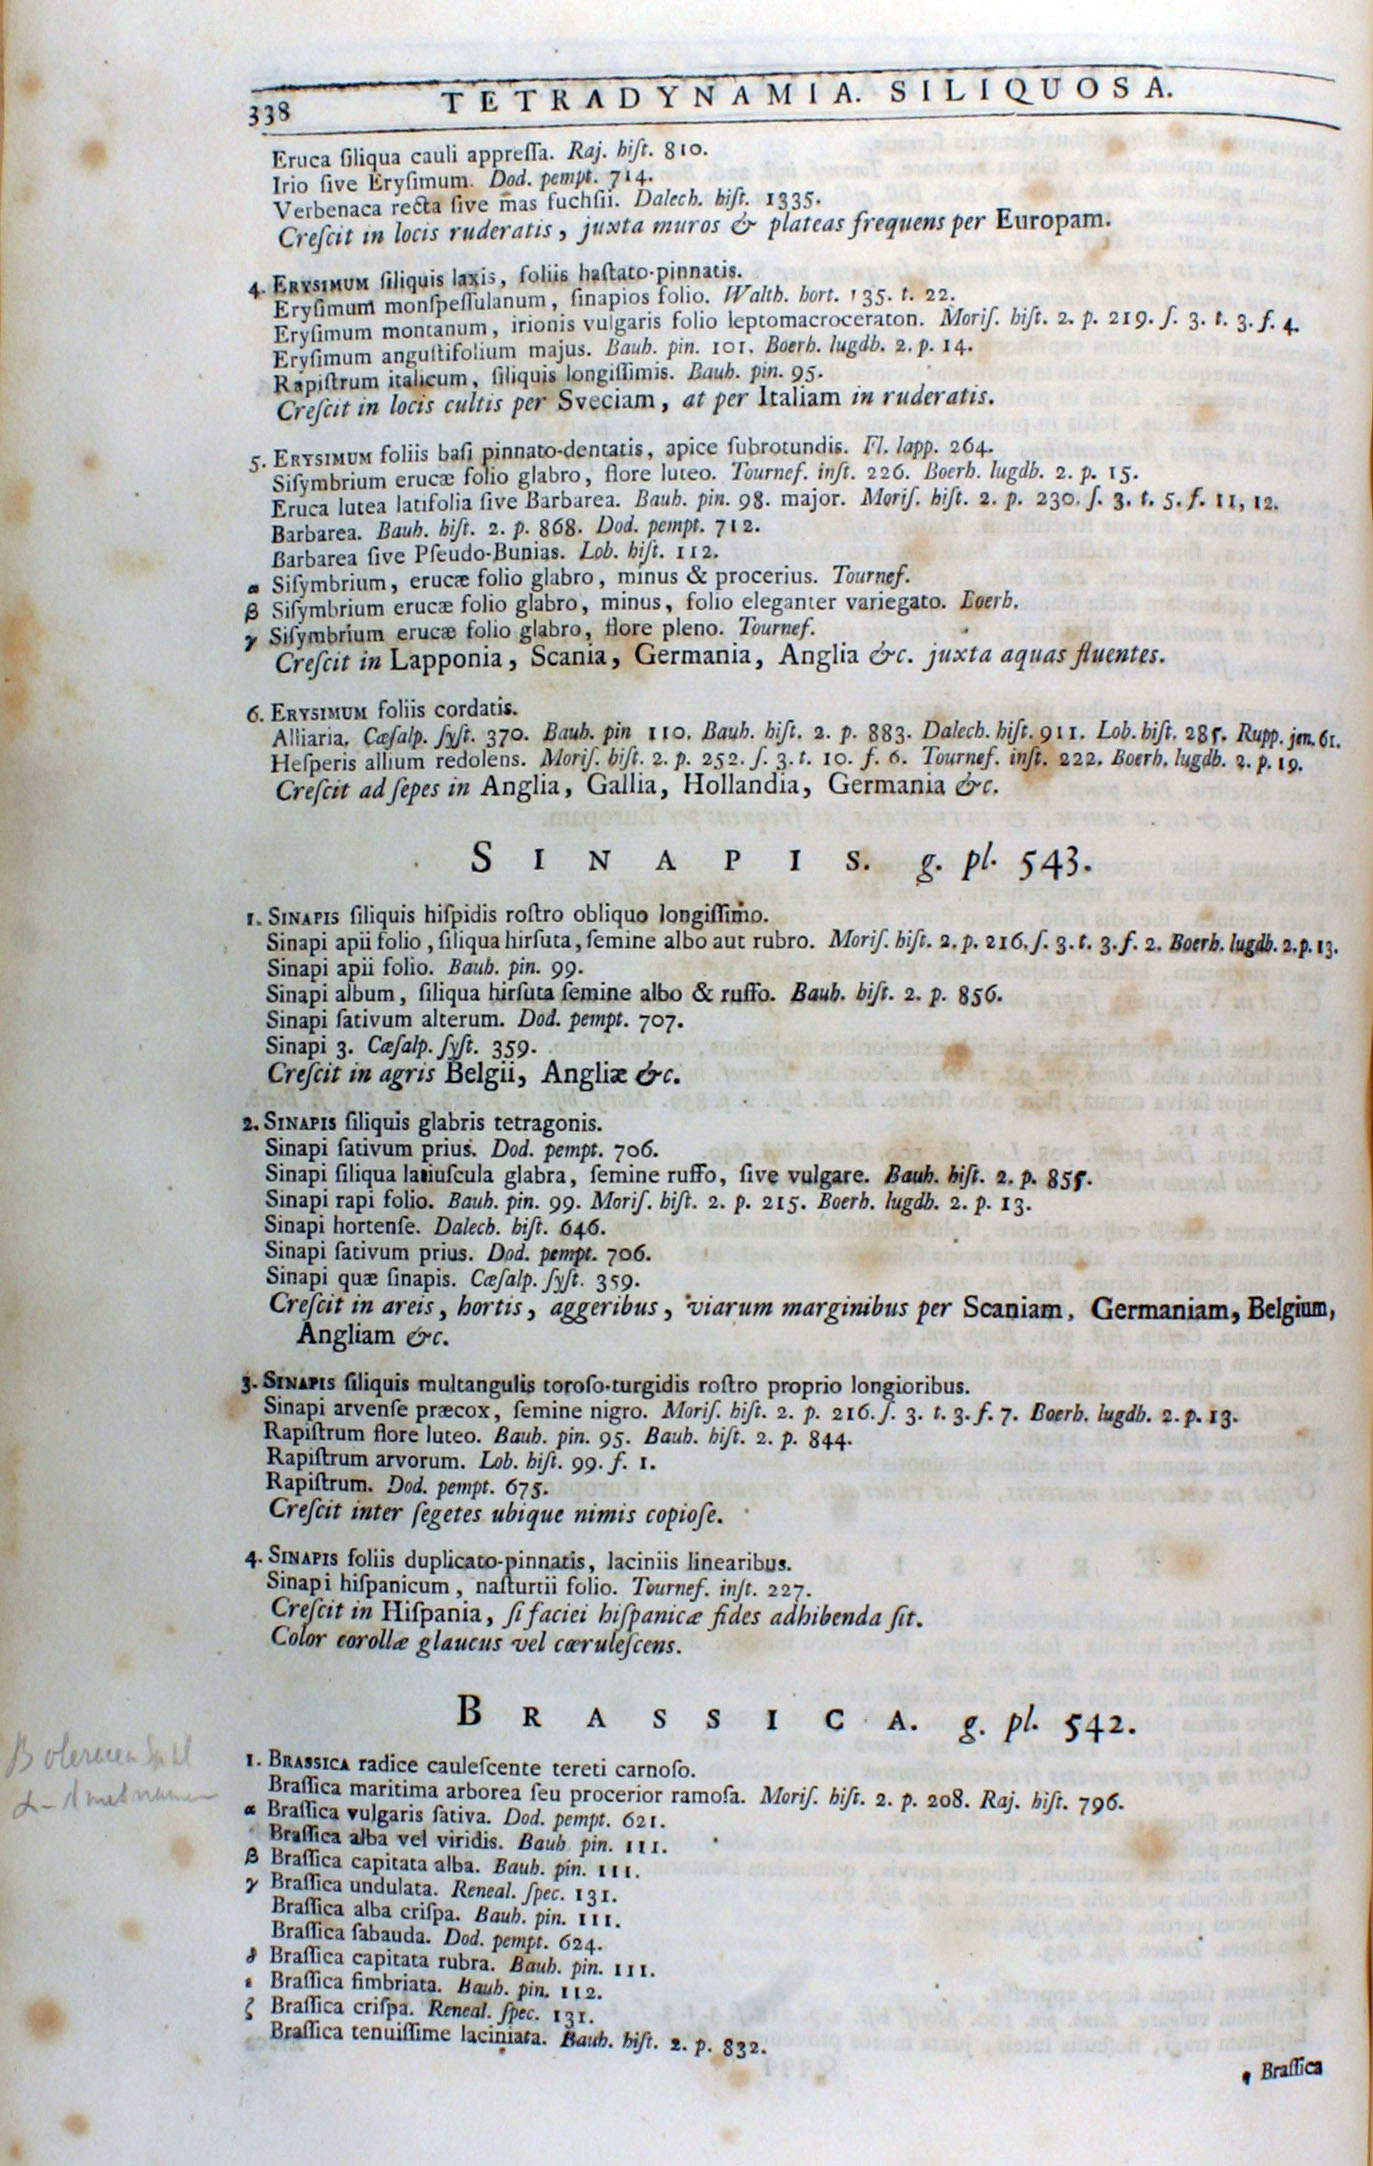 338 TETRADYNAMIA. SILIQUOSA.
Eruca ſiliqua cauli appreſſa. Raj. hiſt. 810.
Irio ſive Eryſimum. Dod. pempt. 714.
Verbenaca recta ſive mas fuchſii. Dalech. hiſt. 1335.
Creſcit in locis ruderatis, juxta muros & plateas frequens per Europam.
4. ERYSIMUM ſiliquis laxis, foliis haſtato-pinnatis.
Eryſimum monſpeſſulanum, ſinapios folio. Walth. hort. 135. t. 22.
Eryſimum montanum, irionis vulgaris folio leptomacroceraton. Moriſ. hiſt. 2. p. 219. ſ. 3. t. 3. f. 4.
Eryſimum anguſtifolium majus. Bauh. pin. 101. Boerh. lugdb. 2. p. 14.
Rapiſtrum italicum, ſiliquis longiſſimis. Bauh. pin. 95.
Creſcit in locis cultis per Sveciam, at per Italiam in ruderatis.
5. ERYSIMUM foliis baſi pinnato-dentatis, apice ſubrotundis. Fl. lapp. 264.
Siſymbrium erucæ folio glabro, flore luteo. Tournef. inſt. 226. Boerh. lugdb. 2. p. 15.
Eruca lutea latifolia ſive Barbarea. Bauh. pin. 98. major. Moriſ. hiſt. 2. p. 230. ſ. 3. t. 5. f. 11, 12.
Barbarea. Bauh. hiſt. 2. p. 868. Dod. pempt. 712.
Barbarea ſive Pſeudo-Bunias. Lob. hiſt. 112.
α Siſymbrium, erucæ folio glabro, minus & procerius. Tournef.
β Siſymbrium erucæ folio glabro, minus, folio eleganter variegato. Boerh.
γ Siſymbrium erucæ folio glabro, flore pleno. Tournef.
Creſcit in Lapponia, Scania, Germania, Anglia &c. juxta aquas fluentes.
6. ERYSIMUM foliis cordatis.
Alliaria. Cæſalp. ſyſt. 370. Bauh. pin 110. Bauh. hiſt. 2. p. 883. Dalech. hiſt. 911. Lob. hiſt. 285. Rupp. jen. 61.
Heſperis allium redolens. Moriſ. hiſt. 2. p. 252. ſ. 3. t. 10. f. 6. Tournef. inſt. 222. Boerh. lugdb. 2. p. 19.
Creſcit ad ſepes in Anglia, Gallia, Hollandia, Germania &c.
SINAPIS. g. pl. 543.
1. SINAPIS ſiliquis hiſpidis roſtro obliquo longiſſimo.
Sinapi apii folio, ſiliqua hirſuta, ſemine albo aut rubro. Moriſ. hiſt. 2. p. 216. ſ. 3. t. 3. f. 2. Boerh. lugdb. 2. p. 13.
Sinapi apii folio. Bauh. pin. 99.
Sinapi album, ſiliqua hirſuta ſemine albo & ruffo. Bauh. hiſt. 2. p. 856.
Sinapi ſativum alterum. Dod. pempt. 707.
Sinapi 3. Cæſalp. ſyſt. 359.
Creſcit in agris Belgii, Angliæ &c.
2. SINAPIS ſiliquis glabris tetragonis.
Sinapi ſativum prius. Dod. pempt. 706.
Sinapi ſiliqua latiuſcula glabra, ſemine ruffo, ſive vulgare. Bauh. hiſt. 2. p. 855.
Sinapi rapi folio. Bauh. pin. 99. Moriſ. hiſt. 2. p. 215. Boerh. lugdb. 2. p. 13.
Sinapi hortenſe. Dalech. hiſt. 646.
Sinapi ſativum prius. Dod. pempt. 706.
Sinapi quæ ſinapis. Cæſalp. ſyſt. 359.
Creſcit in areis, hortis, aggeribus, viarum marginibus per Scaniam, Germaniam, Belgium,
Angliam &c.
3. SINAPIS ſiliquis multangulis toroſo-turgidis roſtro proprio longioribus.
Sinapi arvenſe præcox, ſemine nigro. Moriſ. hiſt. 2. p. 216. ſ. 3. t. 3. f. 7. Boerh. lugdb. 2. p. 13.
Rapiſtrum flore luteo. Bauh. pin. 95. Bauh. hiſt. 2. p. 844.
Rapiſtrum arvorum. Lob. hiſt. 99. f. 1.
Rapiſtrum. Dod. pempt. 675.
Creſcit inter ſegetes ubique nimis copioſe.
4. SINAPIS foliis duplicato-pinnatis, laciniis linearibus.
Sinapi hiſpanicum, naſturtii folio. Tournef. inſt. 227.
Creſcit in Hiſpania, ſi faciei hiſpanicæ fides adhibenda ſit.
Color corollæ glaucus vel cœruleſcens.
BRASSICA. g. pl. 542.
1. BRASSICA radice cauleſcente tereti carnoſo.
Braſſica maritima arborea ſeu procerior ramoſa. Moriſ. hiſt. 2. p. 208. Raj. hiſt. 796.
α Braſſica vulgaris ſativa. Dod. pempt. 621.
Braſſica alba vel viridis. Bauh pin. 111.
β Braſſica capitata alba. Bauh. pin. 111.
γ Braſſica undulata. Reneal. ſpec. 131.
Braſſica alba criſpa. Bauh. pin. 111.
Braſſica ſabauda. Dod. pempt. 624.
δ Braſſica capitata rubra. Bauh. pin. 111.
ε Braſſica fimbriata. Bauh. pin. 112.
ζ Braſſica criſpa. Reneal. ſpec. 131.
Braſſica tenuiſſime laciniata. Bauh. hiſt. 2. p. 832.
Braſſica